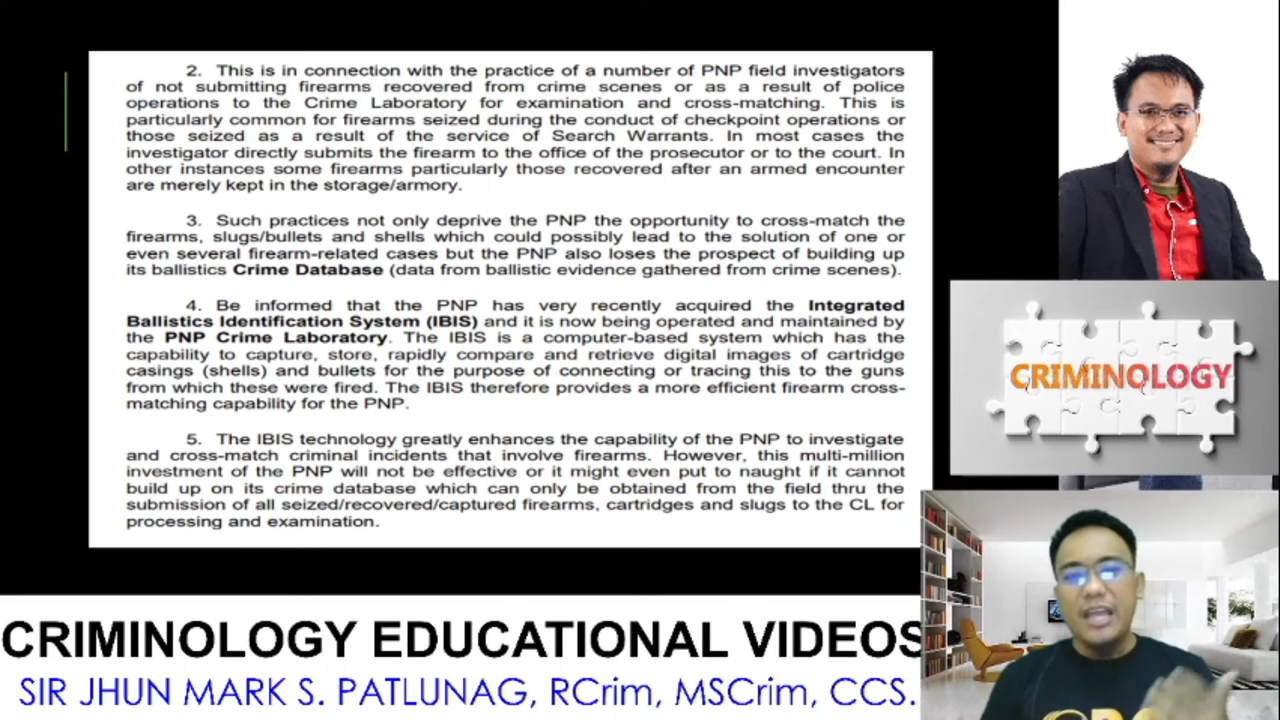 2. This is in connection with the practice of a number of PNP field investigators
of not submitting firearms recovered from crime scenes or as a result of police
operations to the Crime Laboratory for examination and cross-matching. This is
particularly common for firearms seized during the conduct of checkpoint operations or
those seized as a result of the service of Search Warrants. In most cases the
investigator directly submits the firearm to the office of the prosecutor or to the court. In
other instances some firearms particularly those recovered after an armed encounter
are merely kept in the storage/armory.
3. Such practices not only deprive the PNP the opportunity to cross-match the
firearms, slugs/bullets and shells which could possibly lead to the solution of one or
even several firearm-related cases but the PNP also loses the prospect of building up
its ballistics Crime Database (data from ballistic evidence gathered from crime scenes).
4. Be informed that the PNP has very recently acquired the Integrated
Ballistics Identification System (IBIS) and it is now being operated and maintained by
the PNP Crime Laboratory. The IBIS is a computer-based system which has the
capability to capture, store, rapidly compare and retrieve digital images of cartridge
casings (shells) and bullets for the purpose of connecting or tracing this to the guns
from which these were fired. The IBIS therefore provides a more efficient firearm cross-
matching capability for the PNP.
5. The IBIS technology greatly enhances the capability of the PNP to investigate
and cross-match criminal incidents that involve firearms. However, this multi-million
investment of the PNP will not be effective or it might even put to naught if it cannot
build up on its crime database which can only be obtained from the field thru the
submission of all seized/recovered/captured firearms, cartridges and slugs to the CL for
processing and examination.
CRIMINOLOGY
CRIMINOLOGY EDUCATIONAL VIDEOS
SIR JHUN MARK S. PATLUNAG, RCrim, MSCrim, CCS.